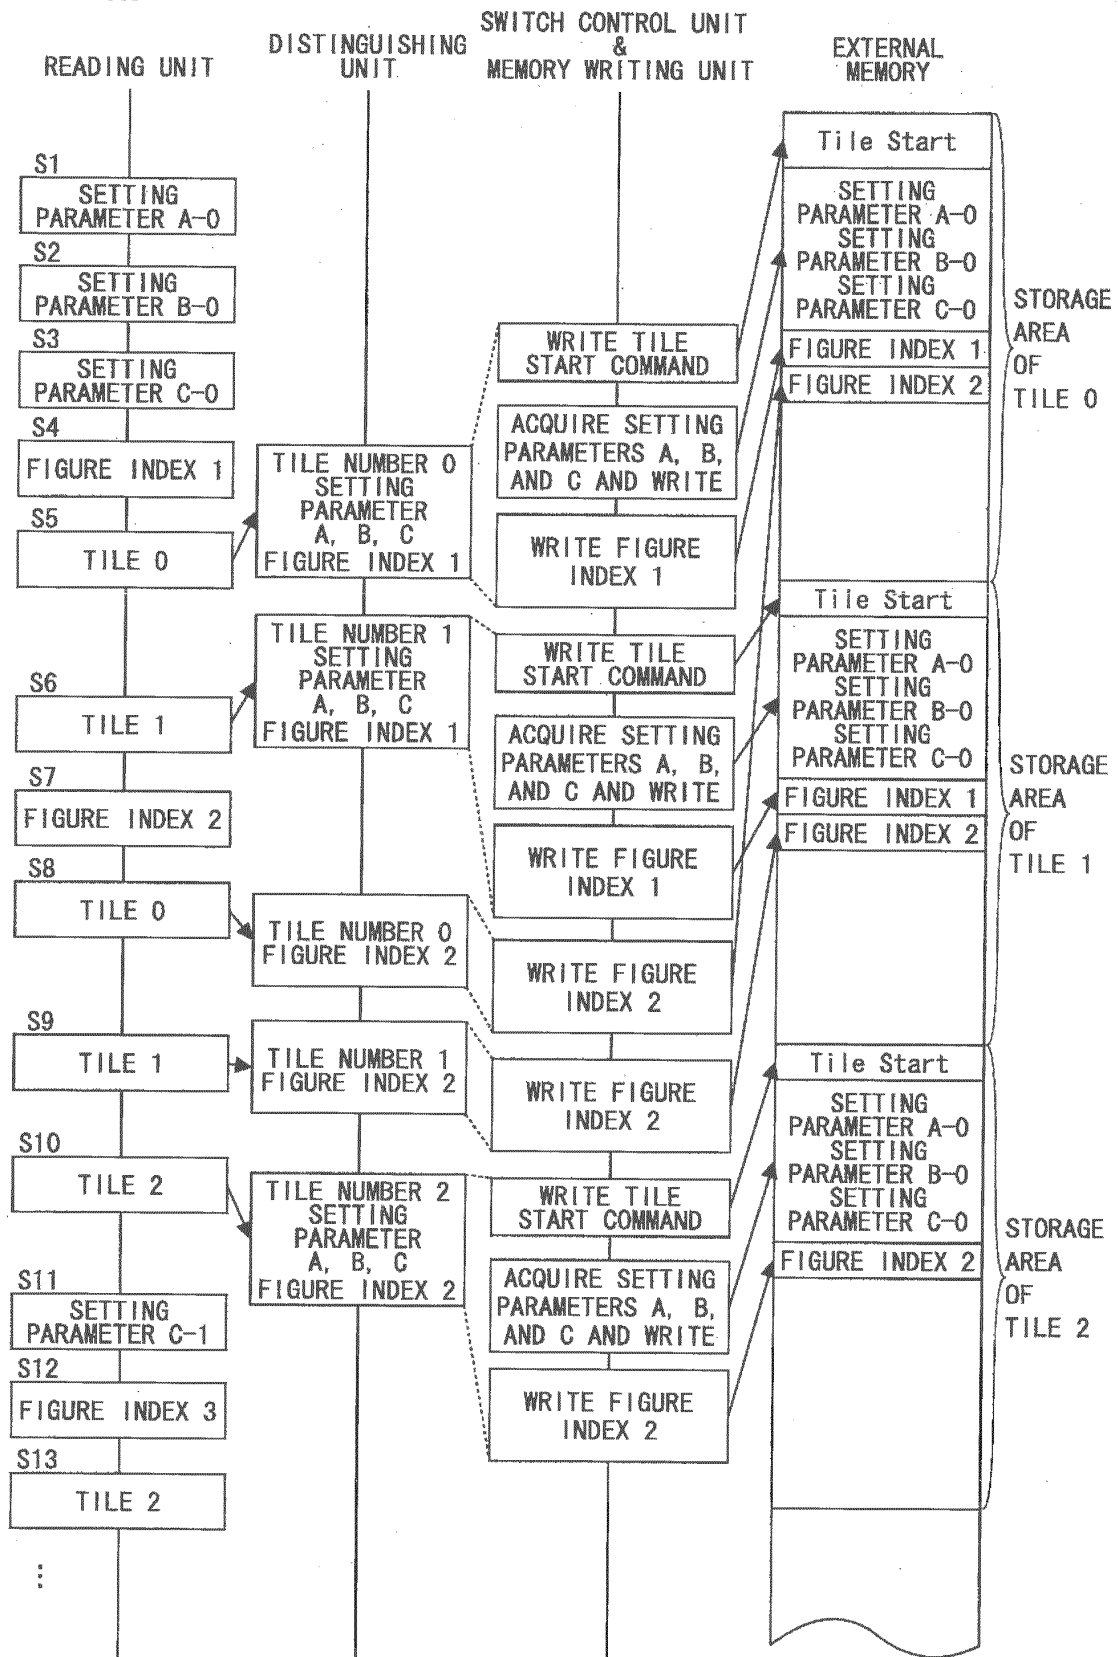 READING UNIT
DISTINGUISHING
UNIT
SWITCH CONTROL UNIT
&
MEMORY WRITING UNIT
EXTERNAL
MEMORY
S1
SETTING
PARAMETER A-0
S2
SETTING
PARAMETER B-0
S3
SETTING
PARAMETER C-0
S4
FIGURE INDEX 1
S5
TILE 0
S6
TILE 1
S7
FIGURE INDEX 2
S8
TILE 0
S9
TILE 1
S10
TILE 2
S11
SETTING
PARAMETER C-1
S12
FIGURE INDEX 3
S13
TILE 2
⋮
TILE NUMBER 0
SETTING
PARAMETER
A, B, C
FIGURE INDEX 1
TILE NUMBER 1
SETTING
PARAMETER
A, B, C
FIGURE INDEX 1
TILE NUMBER 0
FIGURE INDEX 2
TILE NUMBER 1
FIGURE INDEX 2
TILE NUMBER 2
SETTING
PARAMETER
A, B, C
FIGURE INDEX 2
WRITE TILE
START COMMAND
ACQUIRE SETTING
PARAMETERS A, B,
AND C AND WRITE
WRITE FIGURE
INDEX 1
WRITE TILE
START COMMAND
ACQUIRE SETTING
PARAMETERS A, B,
AND C AND WRITE
WRITE FIGURE
INDEX 1
WRITE FIGURE
INDEX 2
WRITE FIGURE
INDEX 2
WRITE TILE
START COMMAND
ACQUIRE SETTING
PARAMETERS A, B,
AND C AND WRITE
WRITE FIGURE
INDEX 2
Tile Start
SETTING
PARAMETER A-0
SETTING
PARAMETER B-0
SETTING
PARAMETER C-0
FIGURE INDEX 1
FIGURE INDEX 2
Tile Start
SETTING
PARAMETER A-0
SETTING
PARAMETER B-0
SETTING
PARAMETER C-0
FIGURE INDEX 1
FIGURE INDEX 2
Tile Start
SETTING
PARAMETER A-0
SETTING
PARAMETER B-0
SETTING
PARAMETER C-0
FIGURE INDEX 2
STORAGE
AREA
OF
TILE 0
STORAGE
AREA
OF
TILE 1
STORAGE
AREA
OF
TILE 2